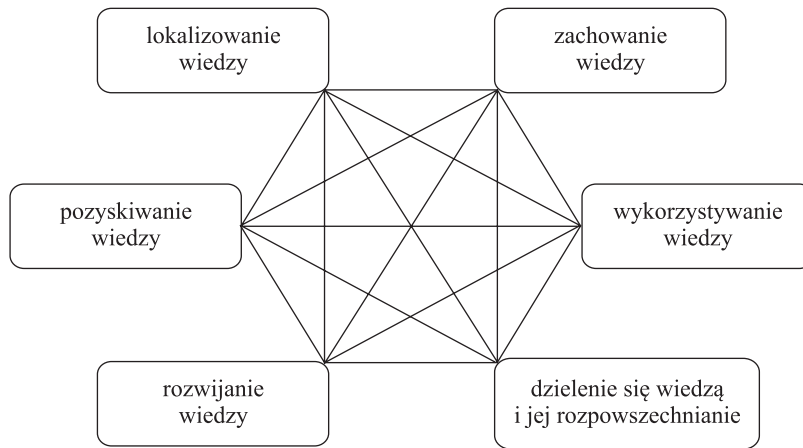 lokalizowanie
wiedzy
zachowanie
wiedzy
pozyskiwanie
wiedzy
wykorzystywanie
wiedzy
rozwijanie
wiedzy
dzielenie się wiedzą
i jej rozpowszechnianie